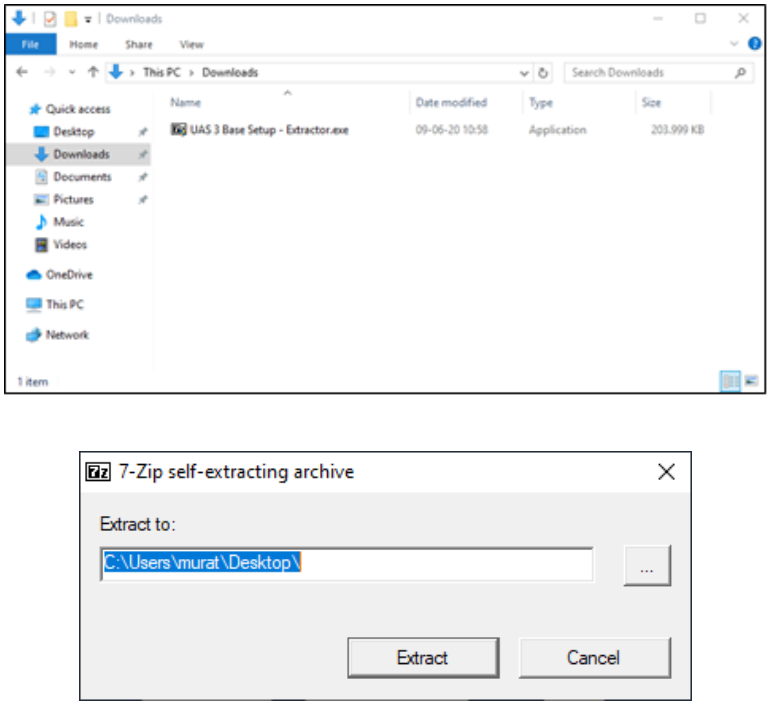 Downloads
File Home Share View
This PC > Downloads
Search Downloads
Name Date modified Type Size
UAS 3 Base Setup - Extractor.exe 09-06-20 10:58 Application 203.999 KB
Quick access
Desktop
Downloads
Documents
Pictures
Music
Videos
OneDrive
This PC
Network
1 item
7z 7-Zip self-extracting archive
Extract to:
C:\Users\murat\Desktop\
...
Extract Cancel